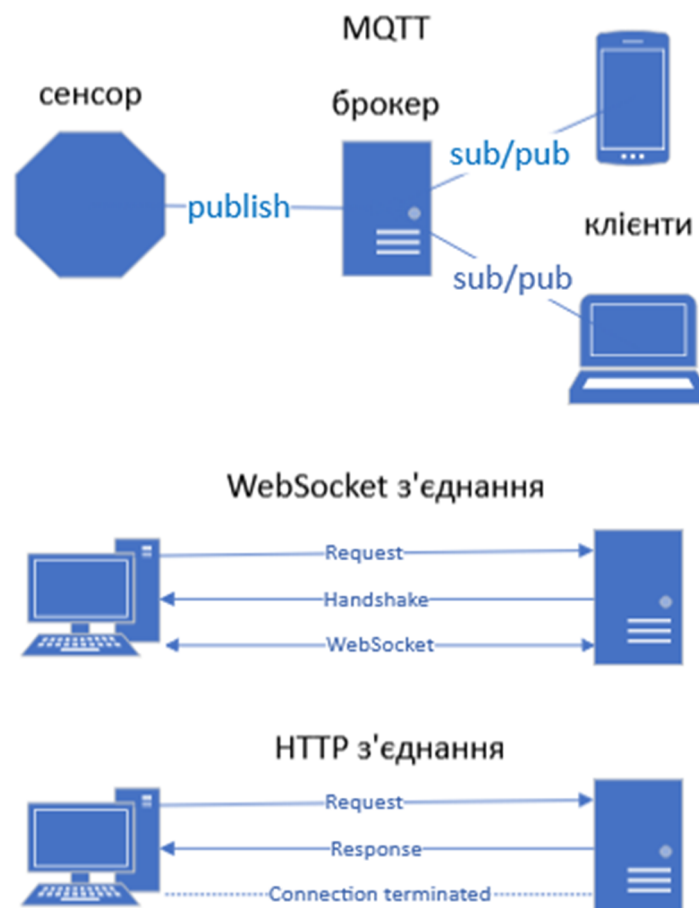 MQTT
сенсор
брокер
publish
sub/pub
клієнти
sub/pub
WebSocket з'єднання
Request
Handshake
WebSocket
HTTP з'єднання
Request
Response
Connection terminated